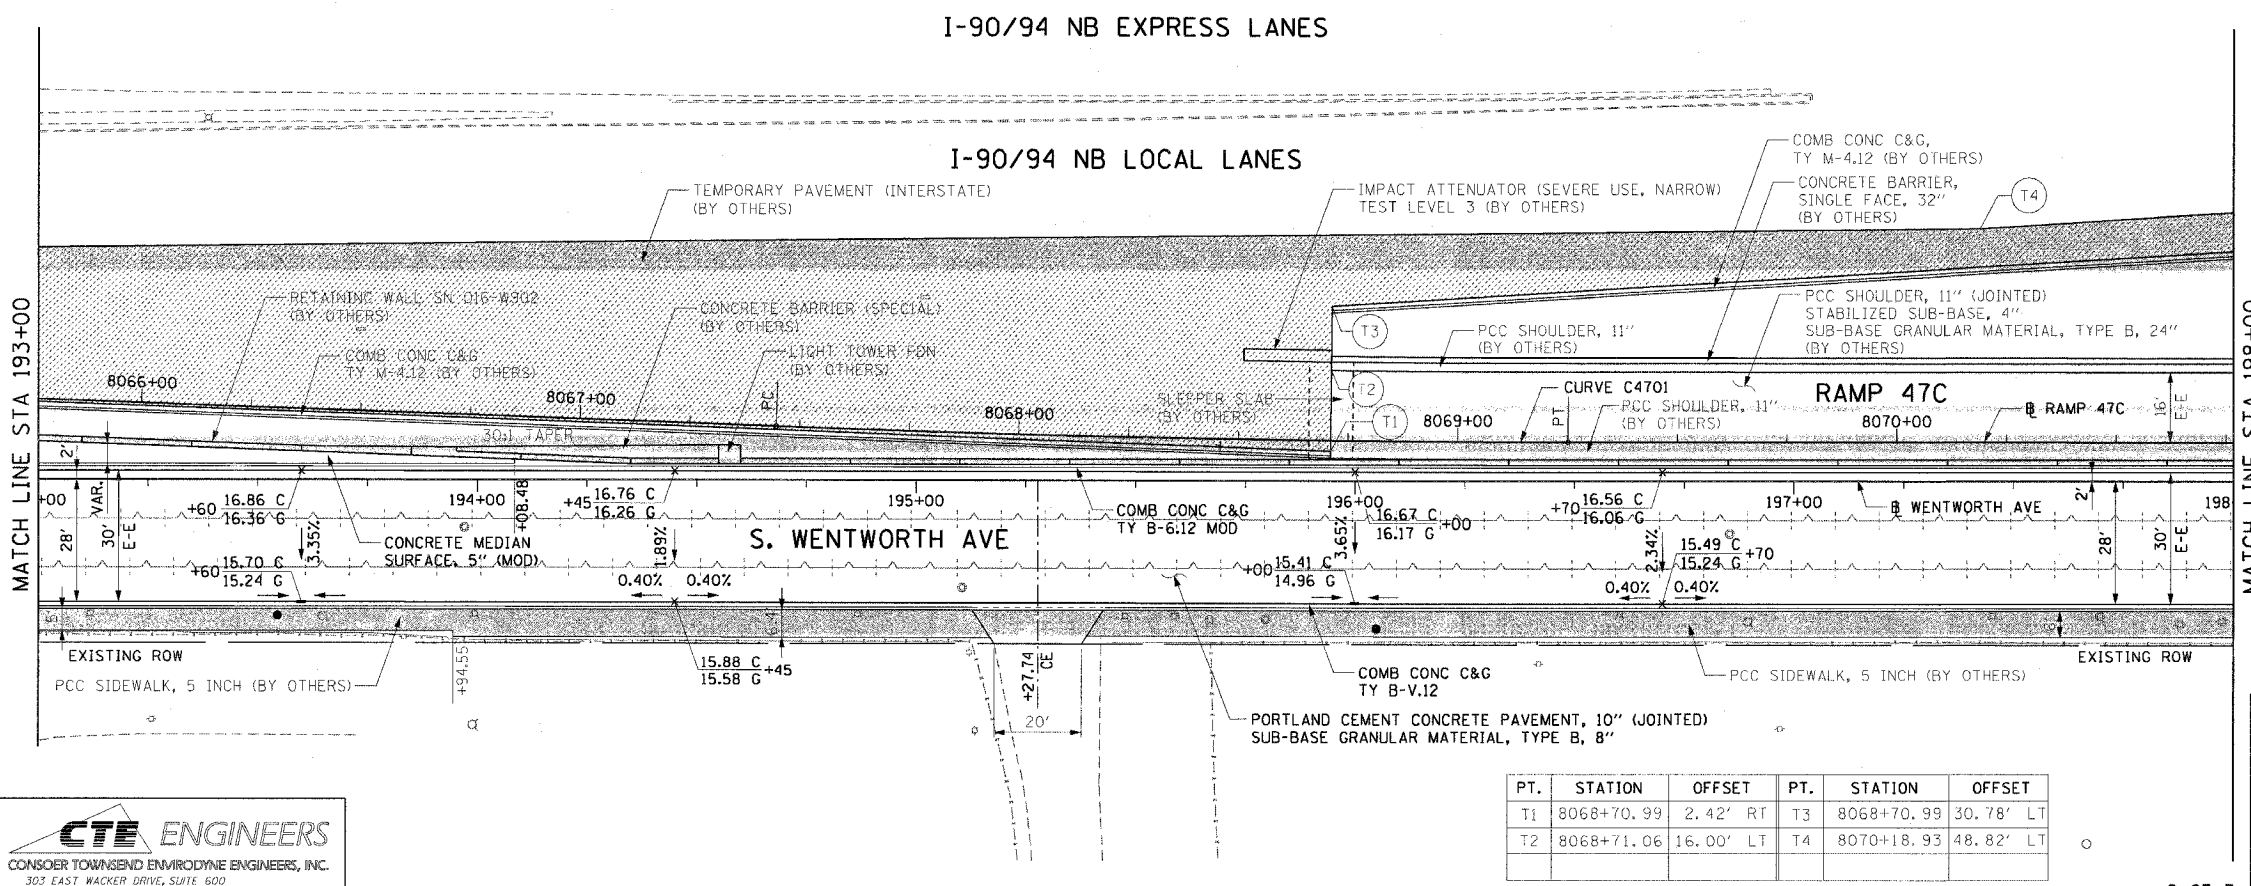 I-90/94 NB EXPRESS LANES
I-90/94 NB LOCAL LANES
COMB CONC C&G,
TY M-4.12 (BY OTHERS)
TEMPORARY PAVEMENT (INTERSTATE)
(BY OTHERS)
IMPACT ATTENUATOR (SEVERE USE, NARROW)
TEST LEVEL 3 (BY OTHERS)
CONCRETE BARRIER,
SINGLE FACE, 32"
(BY OTHERS)
T4
MATCH LINE STA 193+00
RETAINING WALL SN 016-W902
(BY OTHERS)
CONCRETE BARRIER (SPECIAL)
(BY OTHERS)
COMB CONC C&G
TY M-4.12 (BY OTHERS)
LIGHT TOWER FDN
(BY OTHERS)
T3
PCC SHOULDER, 11"
(BY OTHERS)
PCC SHOULDER, 11" (JOINTED)
STABILIZED SUB-BASE, 4"
SUB-BASE GRANULAR MATERIAL, TYPE B, 24"
(BY OTHERS)
MATCH LINE STA 198+00
8066+00
8067+00
PC
8068+00
SLEEPER SLAB
(BY OTHERS)
T2
T1
CURVE C4701
PCC SHOULDER, 11"
(BY OTHERS)
RAMP 47C
B RAMP 47C
16'
E-E
8069+00
PT
8070+00
30:1 TAPER
2'
+00
VAR.
28'
30'
E-E
+60 16.86 C
16.36 G
3.35%
194+00
+08.48
+45 16.76 C
16.26 G
1.89%
195+00
COMB CONC C&G
TY B-6.12 MOD
196+00
3.65%
16.67 C +00
16.17 G
+70 16.56 C
16.06 G
2.34%
197+00
B WENTWORTH AVE
2'
198
28'
30'
E-E
CONCRETE MEDIAN
SURFACE, 5" (MOD)
S. WENTWORTH AVE
+60 15.70 C
15.24 G
0.40% 0.40%
+00 15.41 C
14.96 G
15.49 C +70
15.24 G
0.40% 0.40%
5'
EXISTING ROW
PCC SIDEWALK, 5 INCH (BY OTHERS)
+94.55
15.88 C +45
15.58 G
+27.74
CE
20'
COMB CONC C&G
TY B-V.12
PORTLAND CEMENT CONCRETE PAVEMENT, 10" (JOINTED)
SUB-BASE GRANULAR MATERIAL, TYPE B, 8"
PCC SIDEWALK, 5 INCH (BY OTHERS)
EXISTING ROW
PT. STATION OFFSET PT. STATION OFFSET
T1 8068+70.99 2.42' RT T3 8068+70.99 30.78' LT
T2 8068+71.06 16.00' LT T4 8070+18.93 48.82' LT
CTE ENGINEERS
CONSOER TOWNSEND ENVIRODYNE ENGINEERS, INC.
303 EAST WACKER DRIVE, SUITE 600